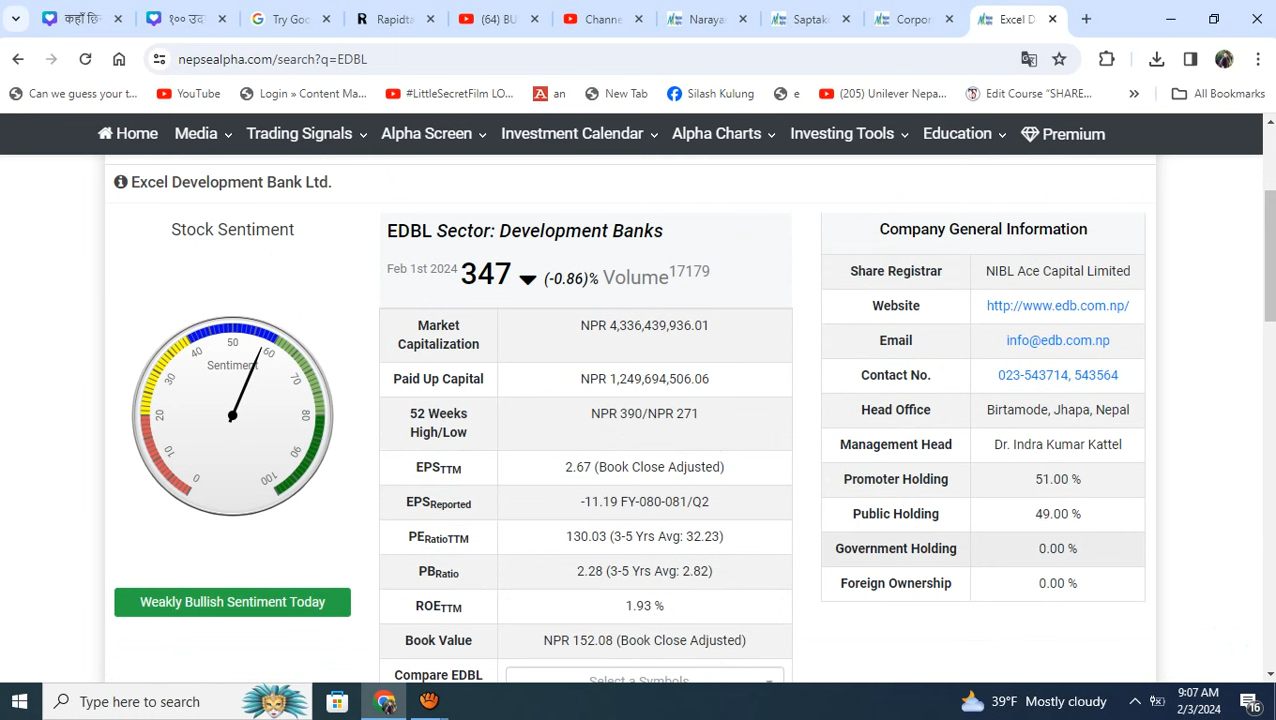 कहाँ छि
१०० उव
Try Goo
Rapidta
(64) BU
Channe
Naraya
Saptak
Corpor
Excel D
nepsealpha.com/search?q=EDBL
Can we guess your t...
YouTube
Login » Content Ma...
#LittleSecretFilm LO...
an
New Tab
Silash Kulung
e
(205) Unilever Nepa...
Edit Course “SHARE...
»
All Bookmarks
Home
Media
Trading Signals
Alpha Screen
Investment Calendar
Alpha Charts
Investing Tools
Education
Premium
Excel Development Bank Ltd.
Stock Sentiment
0
10
20
30
40
50
60
70
80
90
100
Sentiment
Weakly Bullish Sentiment Today
EDBL Sector: Development Banks
Feb 1st 2024 347 (-0.86)% Volume 17179
Market Capitalization NPR 4,336,439,936.01
Paid Up Capital NPR 1,249,694,506.06
52 Weeks High/Low NPR 390/NPR 271
EPSTTM 2.67 (Book Close Adjusted)
EPSReported -11.19 FY-080-081/Q2
PERatioTTM 130.03 (3-5 Yrs Avg: 32.23)
PBRatio 2.28 (3-5 Yrs Avg: 2.82)
ROETTM 1.93 %
Book Value NPR 152.08 (Book Close Adjusted)
Compare EDBL Select a Symbols
Company General Information
Share Registrar NIBL Ace Capital Limited
Website http://www.edb.com.np/
Email info@edb.com.np
Contact No. 023-543714, 543564
Head Office Birtamode, Jhapa, Nepal
Management Head Dr. Indra Kumar Kattel
Promoter Holding 51.00 %
Public Holding 49.00 %
Government Holding 0.00 %
Foreign Ownership 0.00 %
Type here to search
39°F Mostly cloudy
9:07 AM
2/3/2024
16